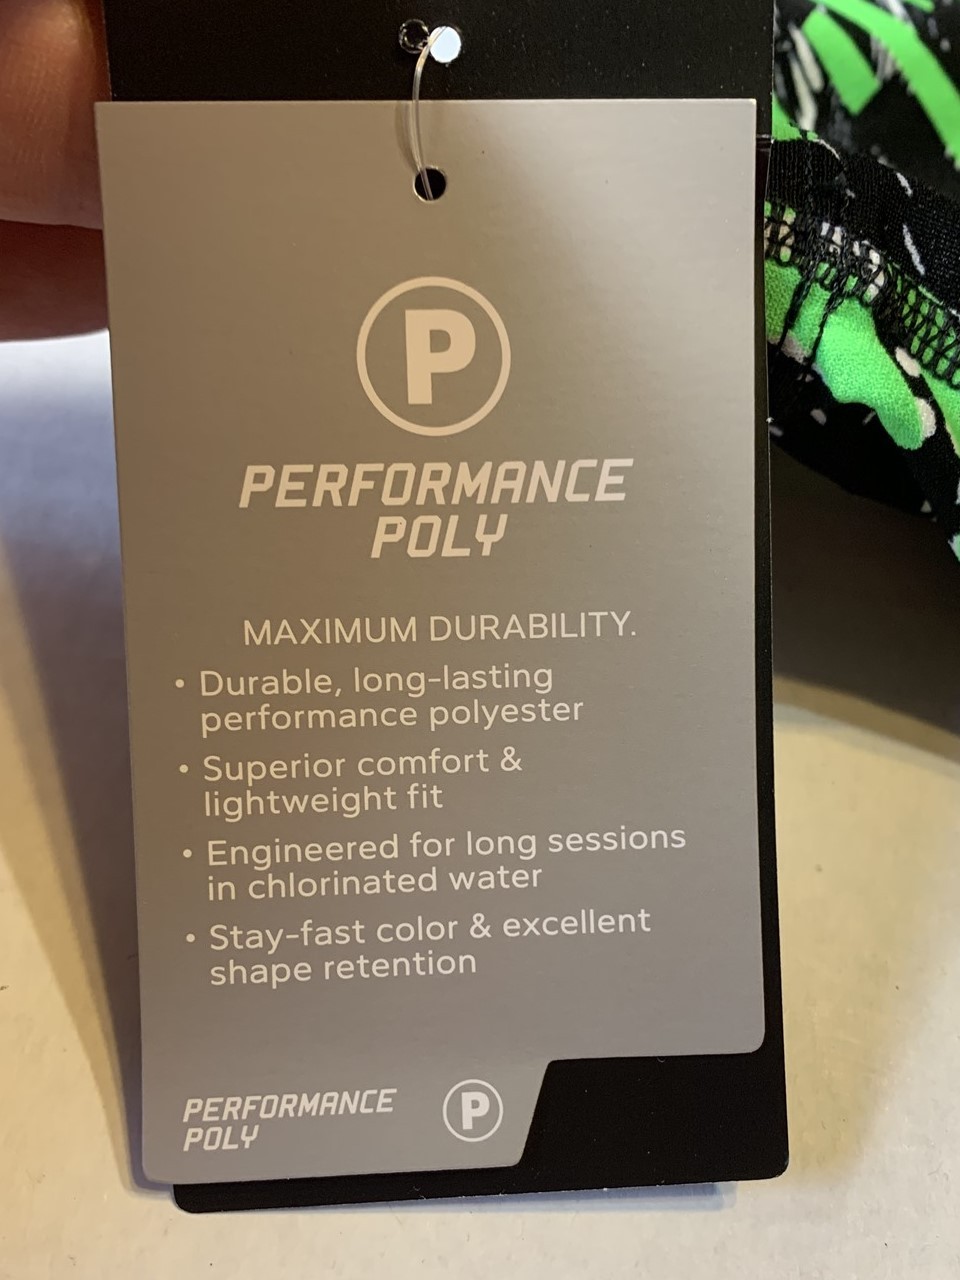 P
PERFORMANCE
POLY
MAXIMUM DURABILITY.
• Durable, long-lasting
performance polyester
• Superior comfort &
lightweight fit
• Engineered for long sessions
in chlorinated water
• Stay-fast color & excellent
shape retention
PERFORMANCE
POLY
P